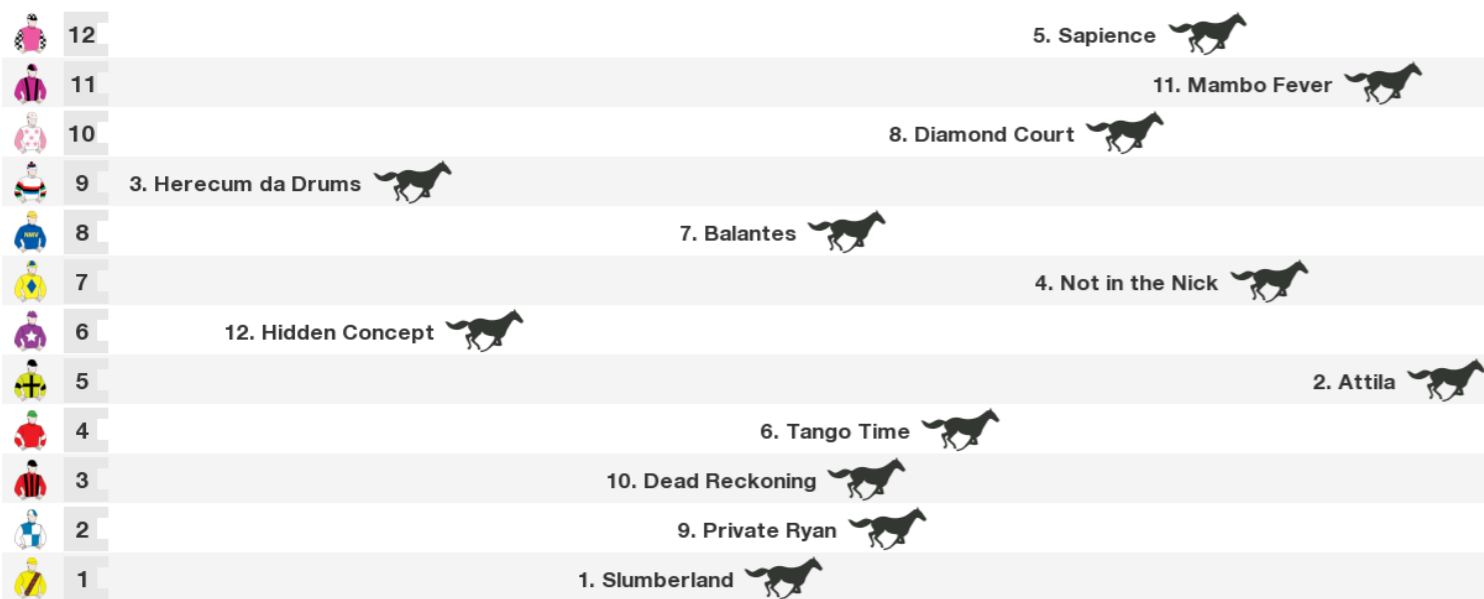 12 5. Sapience
11 11. Mambo Fever
10 8. Diamond Court
9 3. Herecum da Drums
NMV
8 7. Balantes
7 4. Not in the Nick
6 12. Hidden Concept
5 2. Attila
4 6. Tango Time
3 10. Dead Reckoning
2 9. Private Ryan
1 1. Slumberland